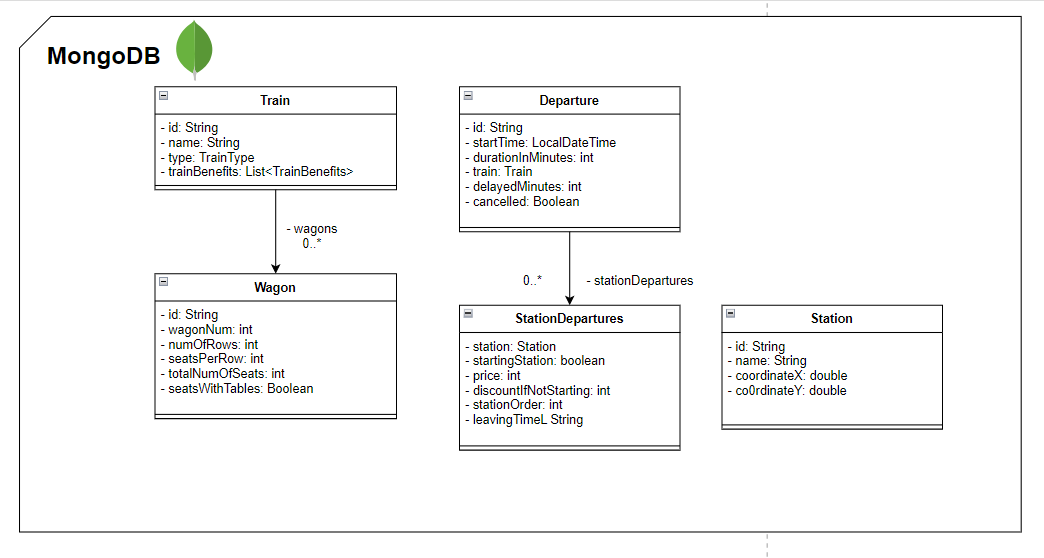 MongoDB
Train
- id: String
- name: String
- type: TrainType
- trainBenefits: List<TrainBenefits>
- wagons
0..*
Wagon
- id: String
- wagonNum: int
- numOfRows: int
- seatsPerRow: int
- totalNumOfSeats: int
- seatsWithTables: Boolean
Departure
- id: String
- startTime: LocalDateTime
- durationInMinutes: int
- train: Train
- delayedMinutes: int
- cancelled: Boolean
0..*
- stationDepartures
StationDepartures
- station: Station
- startingStation: boolean
- price: int
- discountIfNotStarting: int
- stationOrder: int
- leavingTimeL String
Station
- id: String
- name: String
- coordinateX: double
- co0rdinateY: double